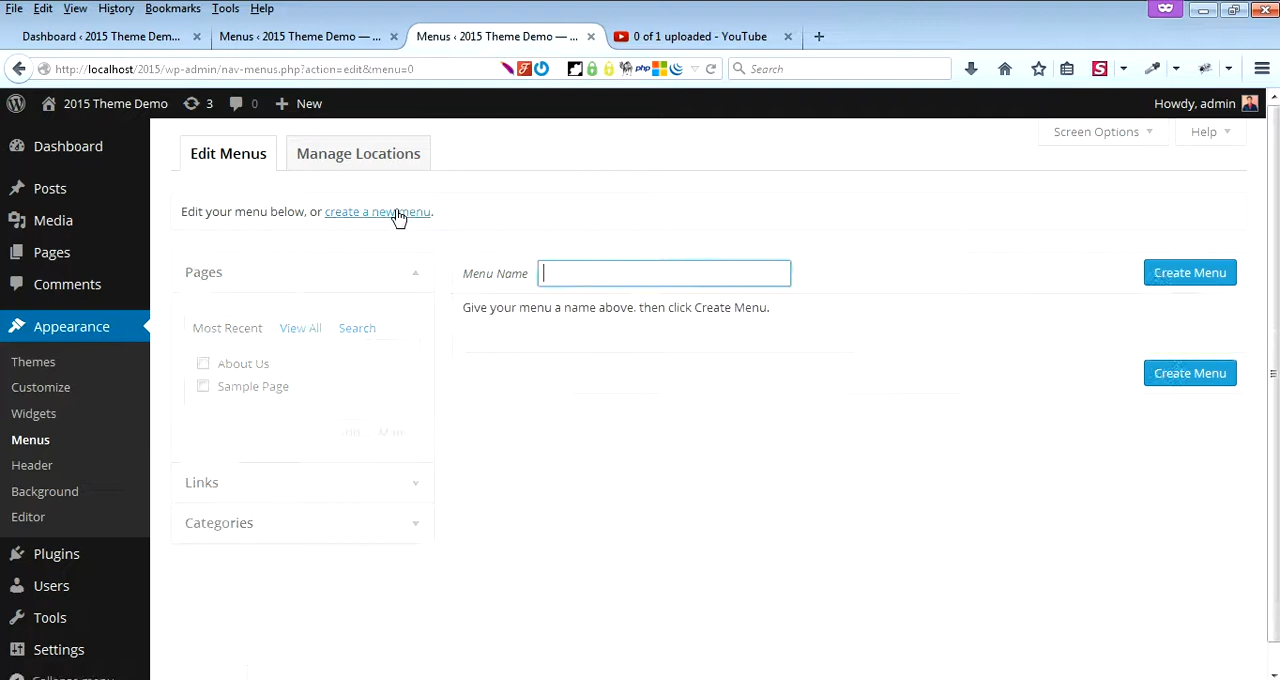 File Edit View History Bookmarks Tools Help
Dashboard ‹ 2015 Theme Dem... × Menus ‹ 2015 Theme Demo — ... × Menus ‹ 2015 Theme Demo — ... × 0 of 1 uploaded - YouTube × +
http://localhost/2015/wp-admin/nav-menus.php?action=edit&menu=0 php Search S
2015 Theme Demo 3 0 + New Howdy, admin
Screen Options Help
Edit Menus Manage Locations
Edit your menu below, or create a new menu.
Dashboard
Posts
Media
Pages
Comments
Appearance
Themes
Customize
Widgets
Menus
Header
Background
Editor
Plugins
Users
Tools
Settings
Collapse menu
Pages
Most Recent View All Search
About Us
Sample Page
Links
Categories
Menu Name Create Menu
Give your menu a name above, then click Create Menu.
Create Menu